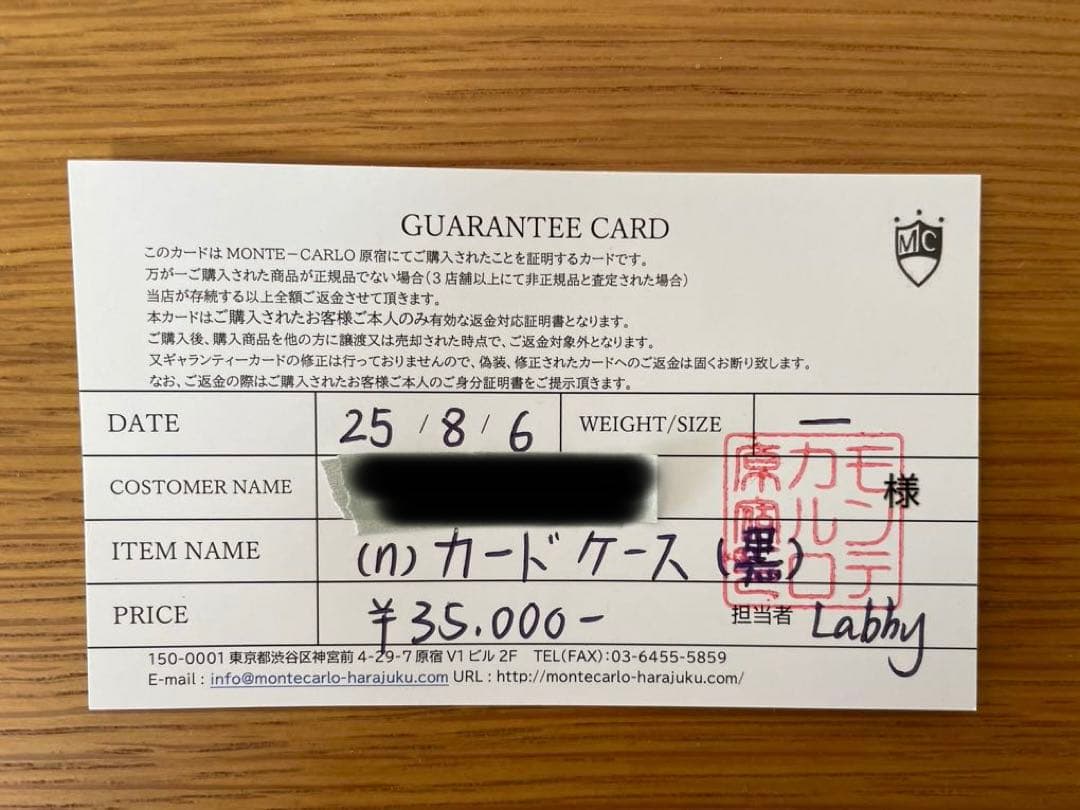 GUARANTEE CARD
MC
このカードは MONTE−CARLO 原宿にてご購入されたことを証明するカードです。
万が一ご購入された商品が正規品でない場合(3店舗以上にて非正規品と査定された場合)
当店が存続する以上全額ご返金させて頂きます。
本カードはご購入されたお客様ご本人のみ有効な返金対応証明書となります。
ご購入後、購入商品を他の方に譲渡又は売却された時点で、ご返金対象外となります。
又ギャランティーカードの修正は行っておりませんので、偽装、修正されたカードへのご返金は固くお断り致します。
なお、ご返金の際はご購入されたお客様ご本人のご身分証明書をご提示頂きます。
DATE 25 / 8 / 6 WEIGHT/SIZE ー
COSTOMER NAME 様
モンテカルロ原宿
ITEM NAME (n) カードケース (黒)
PRICE ¥35.000- 担当者 Labhy
150-0001 東京都渋谷区神宮前 4-29-7 原宿 V1 ビル 2F TEL(FAX):03-6455-5859
E-mail : info@montecarlo-harajuku.com URL : http://montecarlo-harajuku.com/